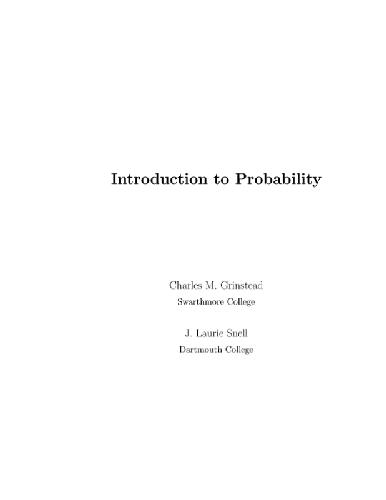 Introduction to Probability
Charles M. Grinstead
Swarthmore College
J. Laurie Snell
Dartmouth College